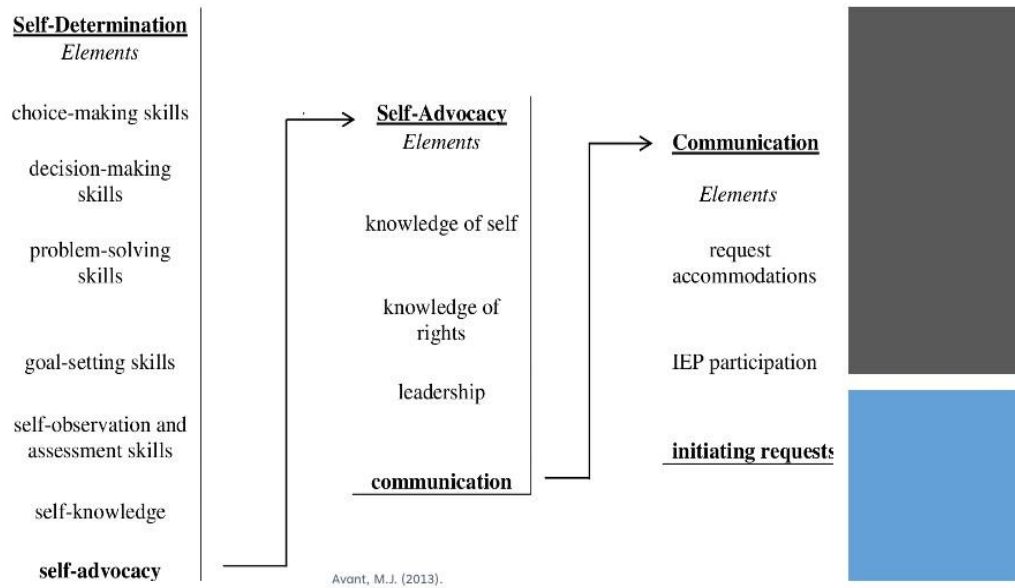 Self-Determination
Elements
choice-making skills
decision-making
skills
problem-solving
skills
goal-setting skills
self-observation and
assessment skills
self-knowledge
self-advocacy
Self-Advocacy
Elements
knowledge of self
knowledge of
rights
leadership
communication
Communication
Elements
request
accommodations
IEP participation
initiating requests
Avant, M.J. (2013).